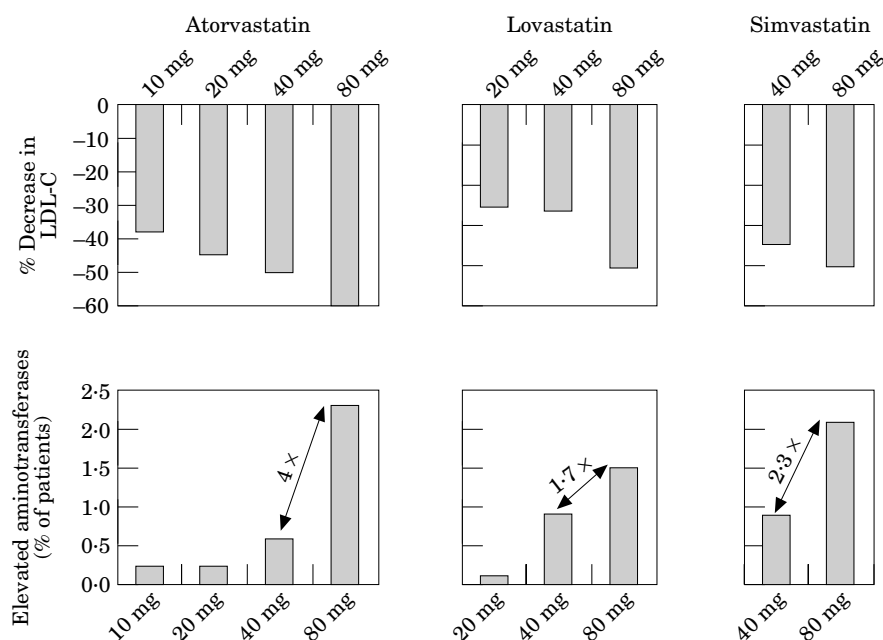 Atorvastatin Lovastatin Simvastatin
10 mg 20 mg 40 mg 80 mg 20 mg 40 mg 80 mg 40 mg 80 mg
% Decrease in
LDL-C
0
–10
–20
–30
–40
–50
–60
Elevated aminotransferases
(% of patients)
2·5
2·0
1·5
1·0
0·5
0·0
4 ×
1·7 ×
2·3 ×
10 mg 20 mg 40 mg 80 mg 20 mg 40 mg 80 mg 40 mg 80 mg